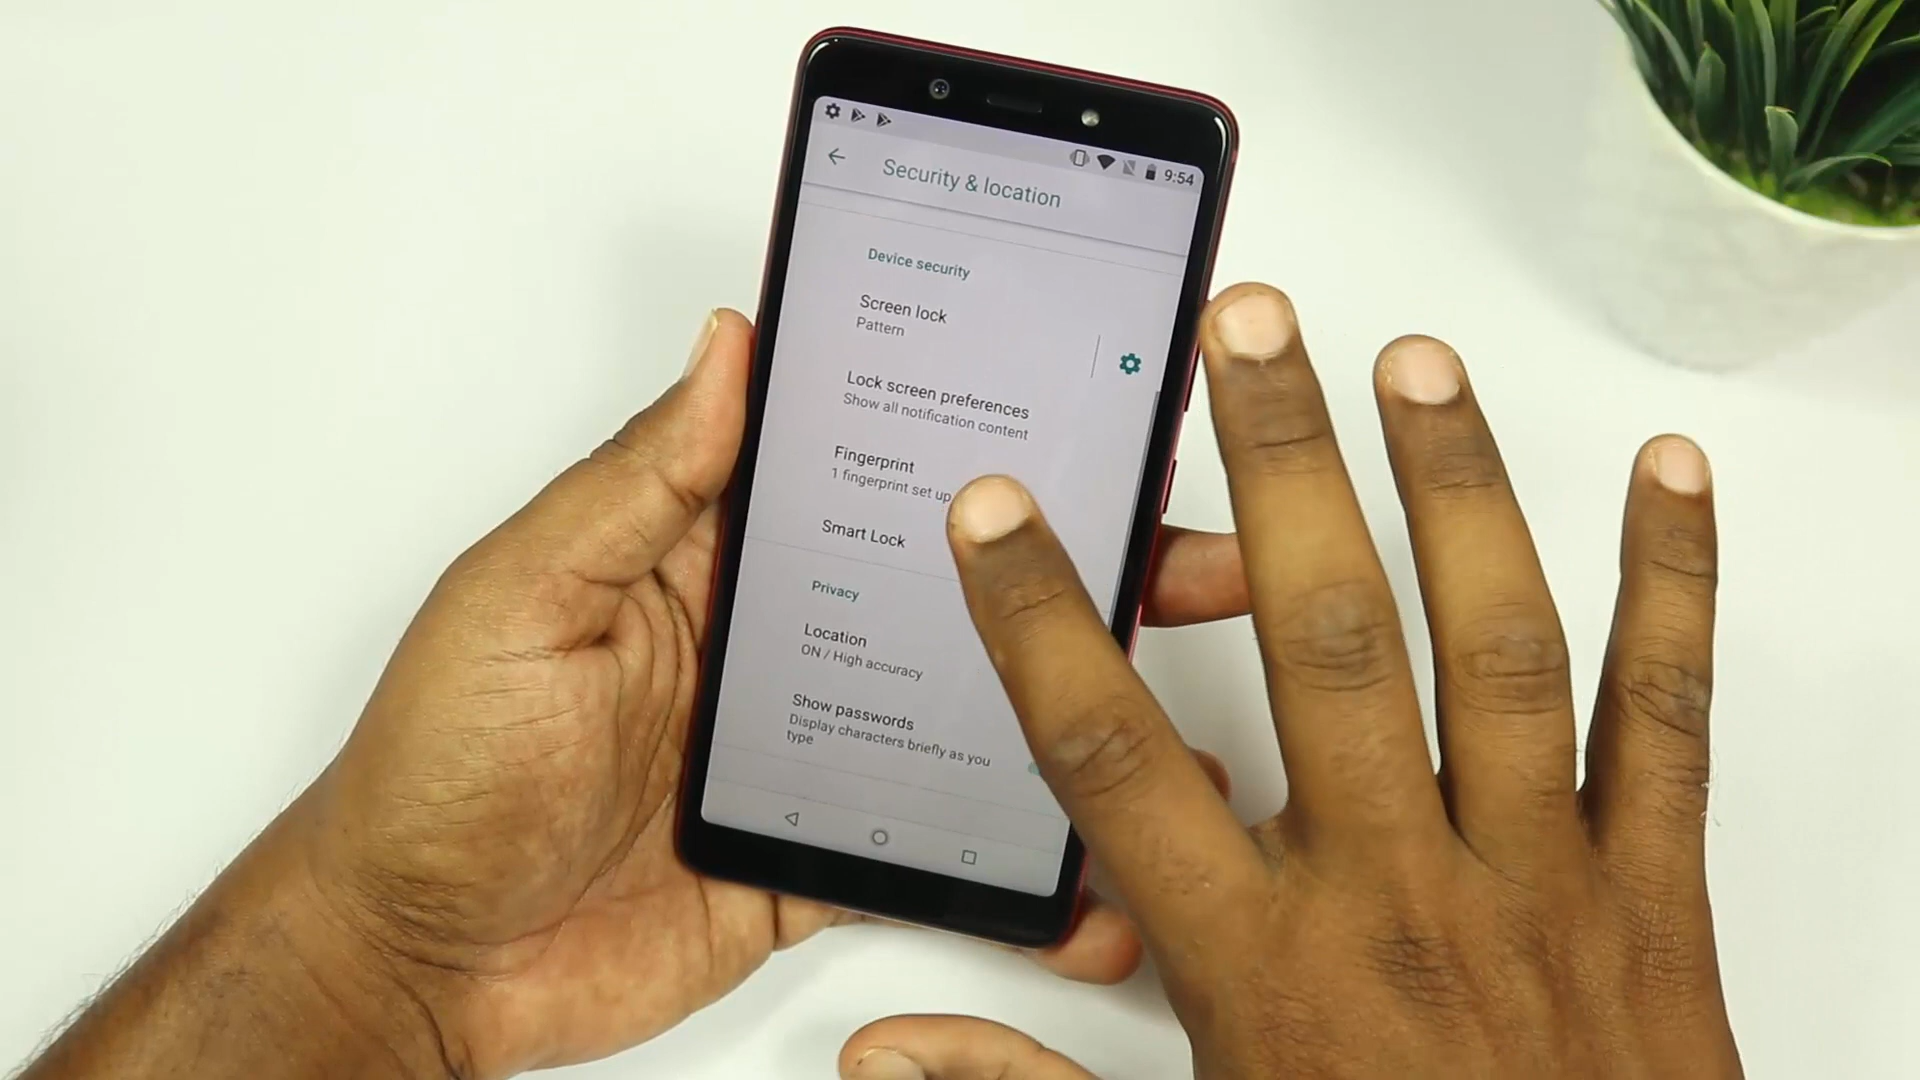 9:54
Security & location
Device security
Screen lock
Pattern
Lock screen preferences
Show all notification content
Fingerprint
1 fingerprint set up
Smart Lock
Privacy
Location
ON / High accuracy
Show passwords
Display characters briefly as you
type